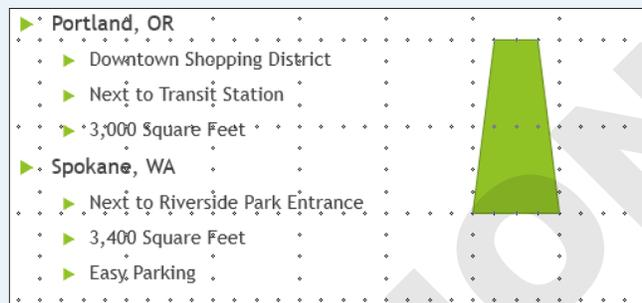 Portland, OR
Downtown Shopping District
Next to Transit Station
3,000 Square Feet
Spokane, WA
Next to Riverside Park Entrance
3,400 Square Feet
Easy Parking